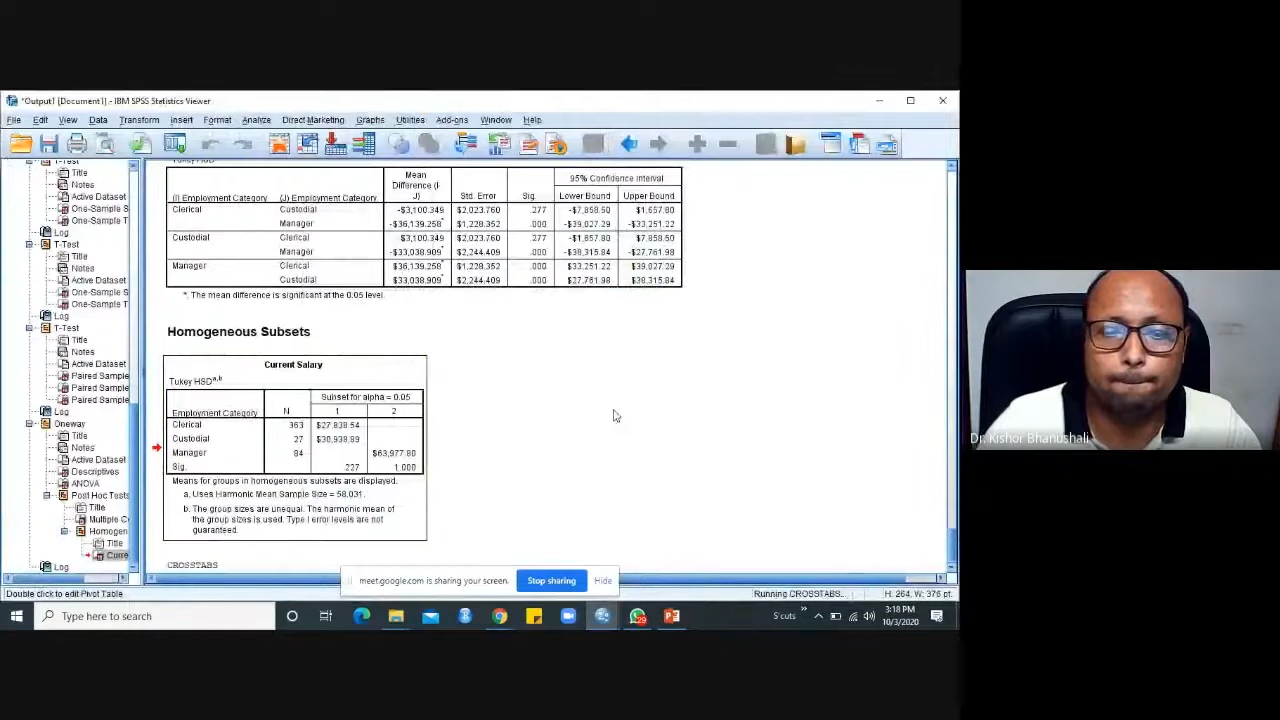 *Output1 [Document1] - IBM SPSS Statistics Viewer
File Edit View Data Transform Insert Format Analyze Direct Marketing Graphs Utilities Add-ons Window Help
T-Test
Title
Notes
Active Dataset
One-Sample S
One-Sample T
Log
T-Test
Title
Notes
Active Dataset
One-Sample S
One-Sample T
Log
T-Test
Title
Notes
Active Dataset
Paired Sample
Paired Sample
Paired Sample
Log
Oneway
Title
Notes
Active Dataset
Descriptives
ANOVA
Post Hoc Tests
Title
Multiple C
Homogen
Title
Curre
Log
Tukey HSD
(I) Employment Category (J) Employment Category Mean Difference (I-J) Std. Error Sig. 95% Confidence Interval
Lower Bound Upper Bound
Clerical Custodial -$3,100.349 $2,023.760 .277 -$7,858.50 $1,657.80
Manager -$36,139.258* $1,228.352 .000 -$39,027.29 -$33,251.22
Custodial Clerical $3,100.349 $2,023.760 .277 -$1,657.80 $7,858.50
Manager -$33,038.909* $2,244.409 .000 -$38,315.84 -$27,761.98
Manager Clerical $36,139.258* $1,228.352 .000 $33,251.22 $39,027.29
Custodial $33,038.909* $2,244.409 .000 $27,761.98 $38,315.84
*. The mean difference is significant at the 0.05 level.
Homogeneous Subsets
Current Salary
Tukey HSDa,b
Employment Category N Subset for alpha = 0.05
1 2
Clerical 363 $27,838.54
Custodial 27 $30,938.89
Manager 84 $63,977.80
Sig. .227 1.000
Means for groups in homogeneous subsets are displayed.
a. Uses Harmonic Mean Sample Size = 58.031.
b. The group sizes are unequal. The harmonic mean of
the group sizes is used. Type I error levels are not
guaranteed.
CROSSTABS
meet.google.com is sharing your screen. Stop sharing Hide
Double click to edit Pivot Table Running CROSSTABS... H: 264, W: 376 pt.
Type here to search
29
S'cuts
3:18 PM
10/3/2020
Dr. Kishor Bhanushali